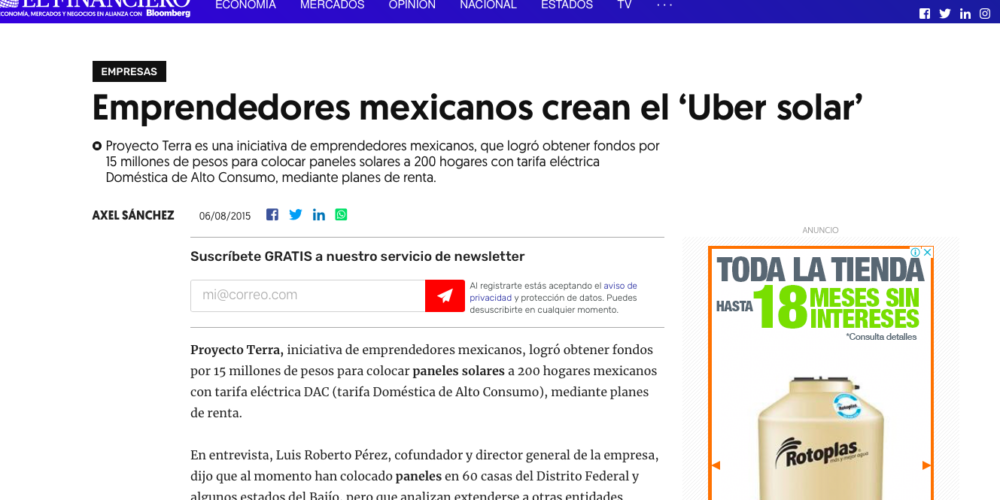 EL FINANCIERO
ECONOMÍA, MERCADOS Y NEGOCIOS EN ALIANZA CON Bloomberg
ECONOMÍA MERCADOS OPINIÓN NACIONAL ESTADOS TV ...
EMPRESAS
Emprendedores mexicanos crean el ‘Uber solar’
Proyecto Terra es una iniciativa de emprendedores mexicanos, que logró obtener fondos por
15 millones de pesos para colocar paneles solares a 200 hogares con tarifa eléctrica
Doméstica de Alto Consumo, mediante planes de renta.
AXEL SÁNCHEZ 06/08/2015
Suscríbete GRATIS a nuestro servicio de newsletter
mi@correo.com
Al registrarte estás aceptando el aviso de
privacidad y protección de datos. Puedes
desuscribirte en cualquier momento.
Proyecto Terra, iniciativa de emprendedores mexicanos, logró obtener fondos
por 15 millones de pesos para colocar paneles solares a 200 hogares mexicanos
con tarifa eléctrica DAC (tarifa Doméstica de Alto Consumo), mediante planes
de renta.
En entrevista, Luis Roberto Pérez, cofundador y director general de la empresa,
dijo que al momento han colocado paneles en 60 casas del Distrito Federal y
algunos estados del Bajío, pero que analizan extenderse a otras entidades
ANUNCIO
TODA LA TIENDA
HASTA 18 MESES SIN
INTERESES
*Consulta detalles
Rotoplas
más y mejor agua